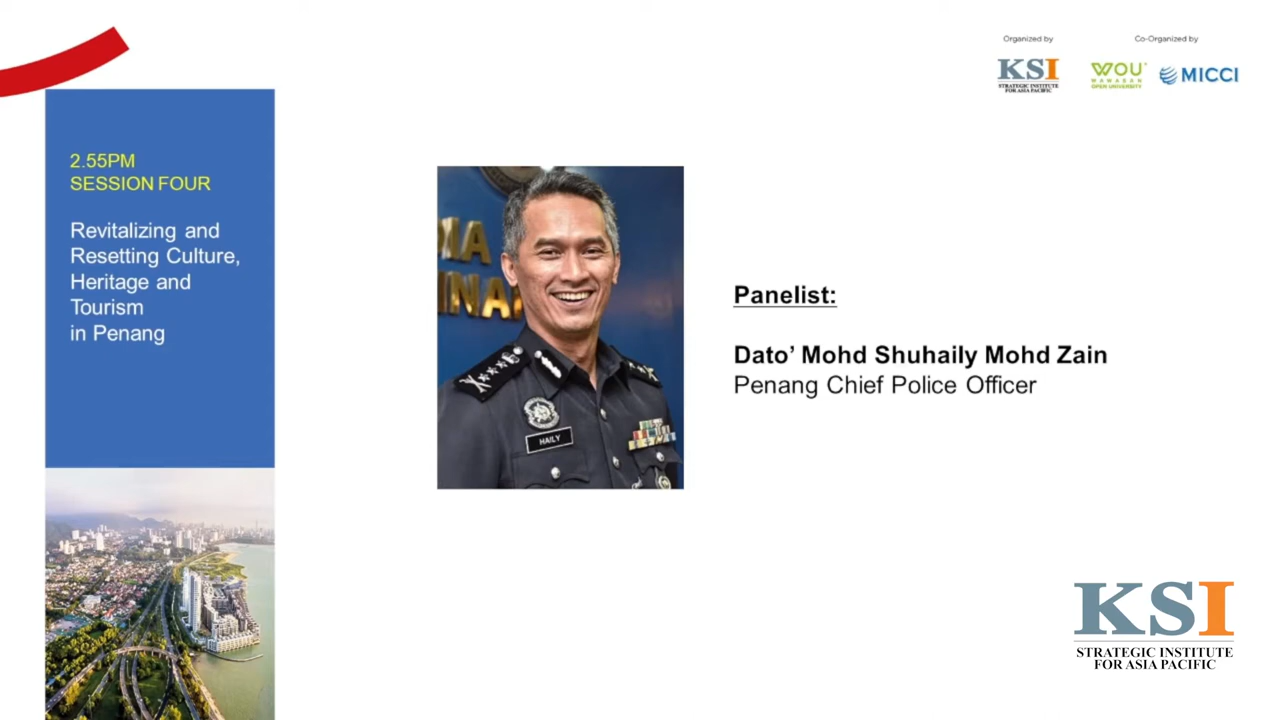 Organized by
Co-Organized by
KSI
STRATEGIC INSTITUTE
FOR ASIA PACIFIC
WOU
WAWASAN
OPEN UNIVERSITY
MICCI
2.55PM
SESSION FOUR
Revitalizing and
Resetting Culture,
Heritage and
Tourism
in Penang
HAILY
Panelist:
Dato’ Mohd Shuhaily Mohd Zain
Penang Chief Police Officer
KSI
STRATEGIC INSTITUTE
FOR ASIA PACIFIC